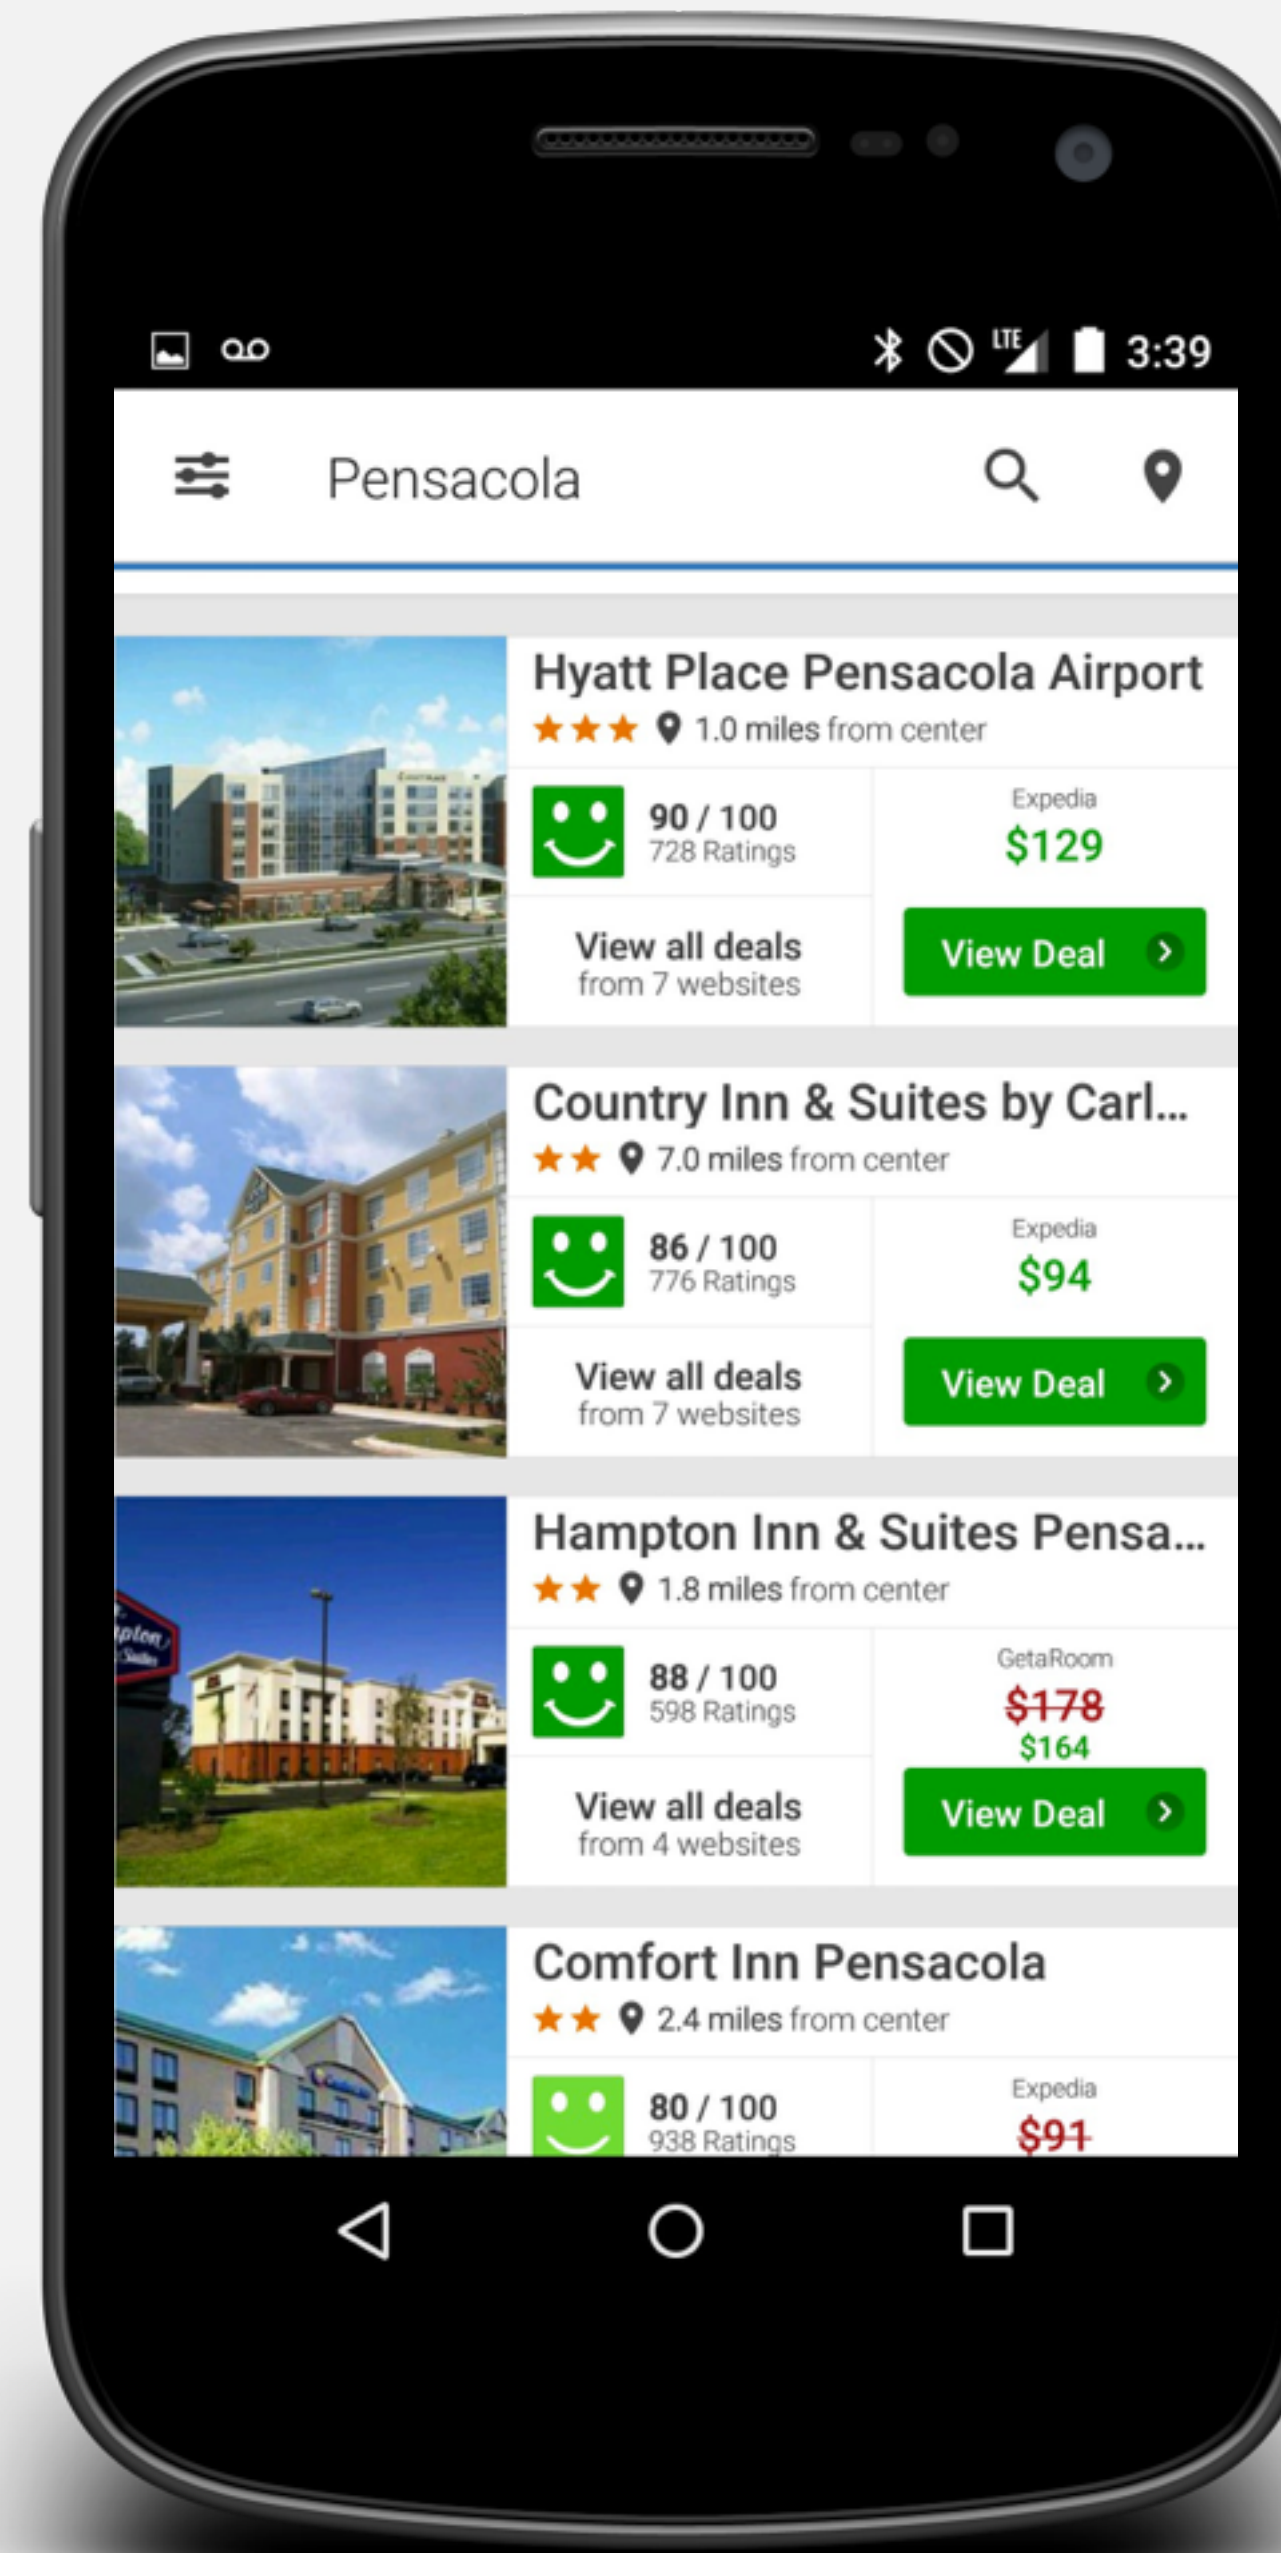 LTE 3:39
Pensacola
Hyatt Place Pensacola Airport
1.0 miles from center
90 / 100
728 Ratings
Expedia
$129
View all deals
from 7 websites
View Deal
Country Inn & Suites by Carl...
7.0 miles from center
86 / 100
776 Ratings
Expedia
$94
View all deals
from 7 websites
View Deal
Hampton Inn & Suites Pensa...
1.8 miles from center
88 / 100
598 Ratings
GetaRoom
$178
$164
View all deals
from 4 websites
View Deal
pton
Suites
Comfort Inn Pensacola
2.4 miles from center
80 / 100
938 Ratings
Expedia
$91